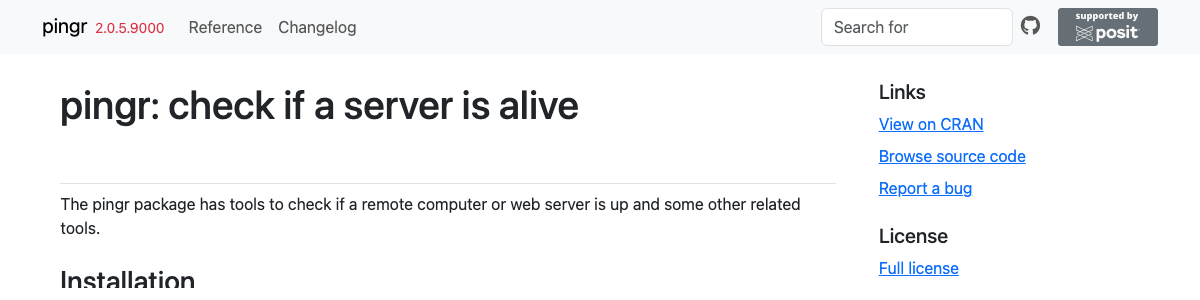 pingr 2.0.5.9000 Reference Changelog Search for supported by posit
pingr: check if a server is alive
The pingr package has tools to check if a remote computer or web server is up and some other related
tools.
Installation
Links
View on CRAN
Browse source code
Report a bug
License
Full license